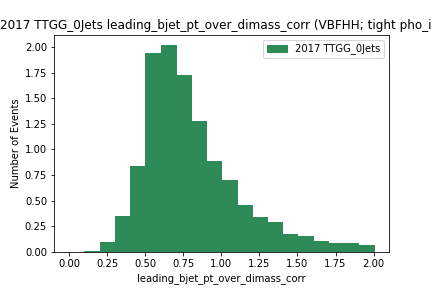 2017 TTGG_0Jets leading_bjet_pt_over_dimass_corr (VBFHH; tight pho_i
2017 TTGG_0Jets
2.00
1.75
1.50
1.25
1.00
0.75
0.50
0.25
0.00
Number of Events
0.00 0.25 0.50 0.75 1.00 1.25 1.50 1.75 2.00
leading_bjet_pt_over_dimass_corr